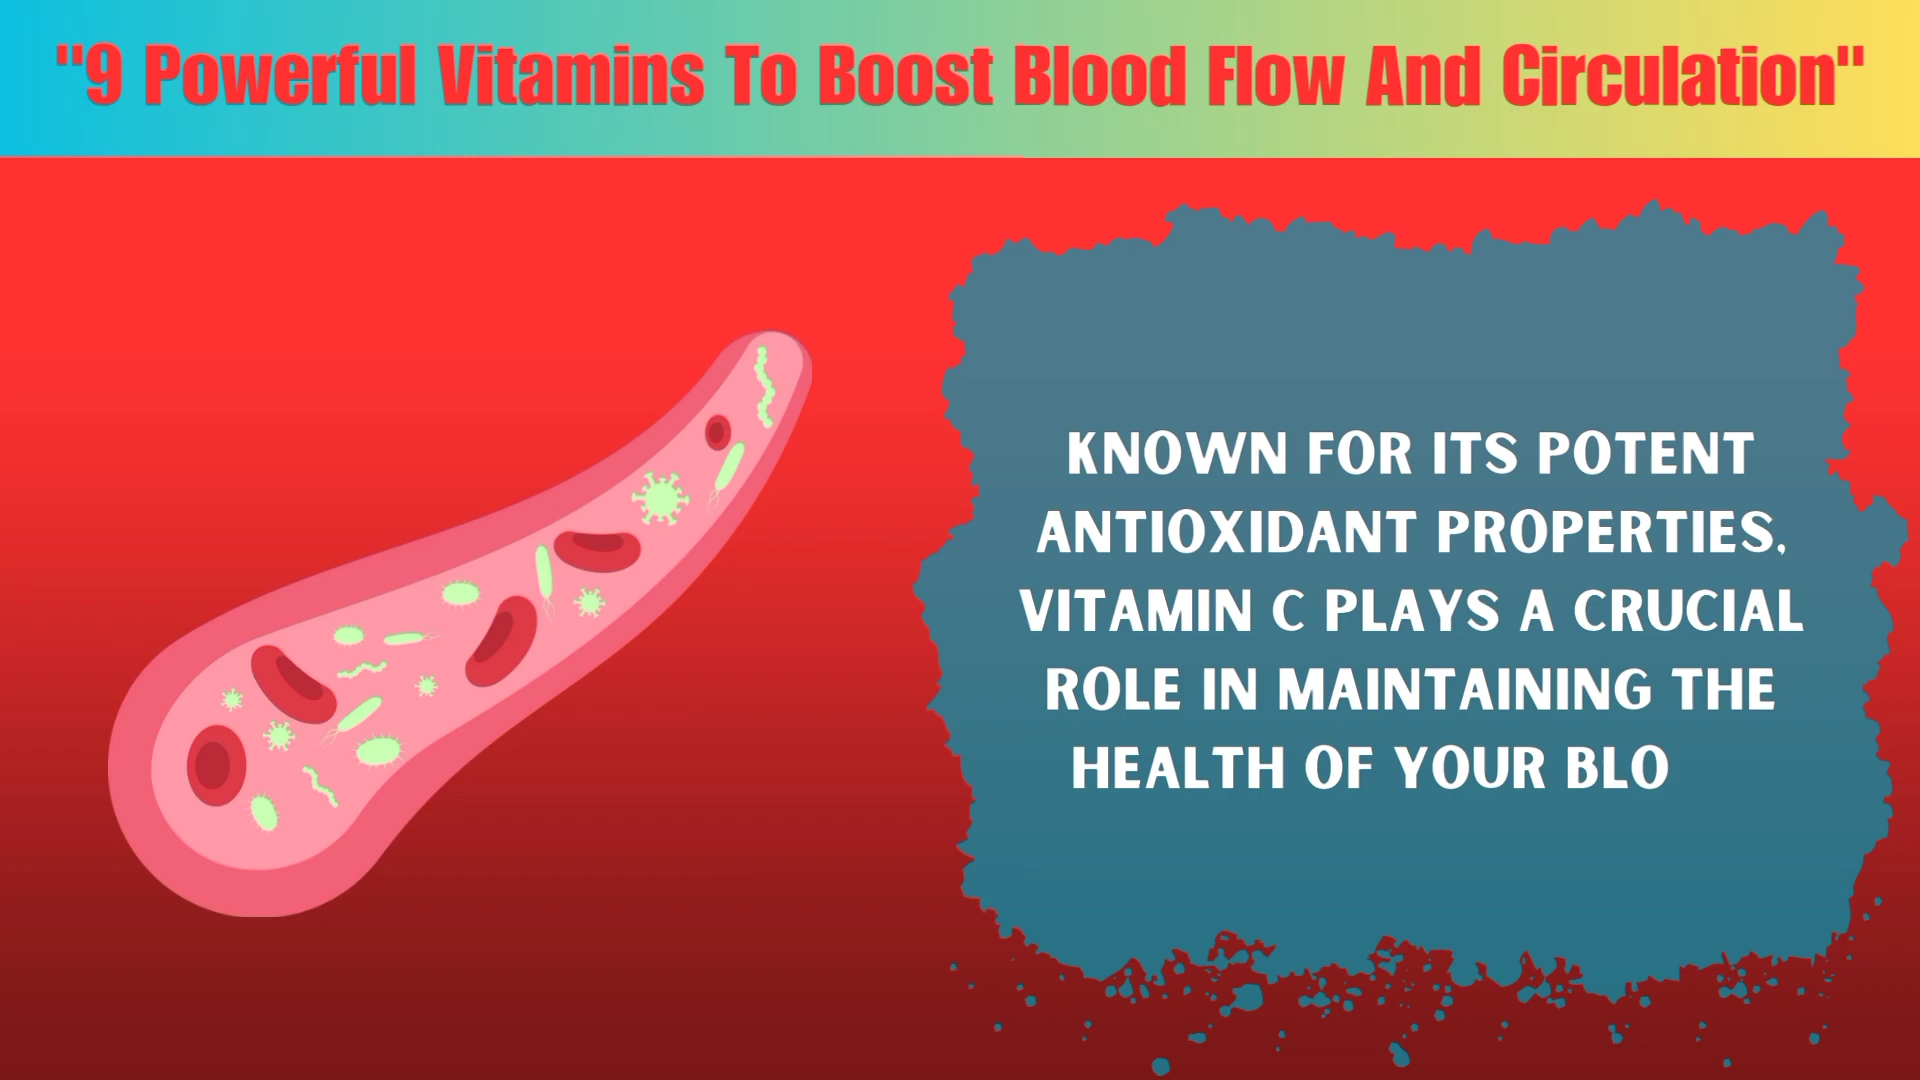 "9 Powerful Vitamins To Boost Blood Flow And Circulation"
KNOWN FOR ITS POTENT
ANTIOXIDANT PROPERTIES,
VITAMIN C PLAYS A CRUCIAL
ROLE IN MAINTAINING THE
HEALTH OF YOUR BLO